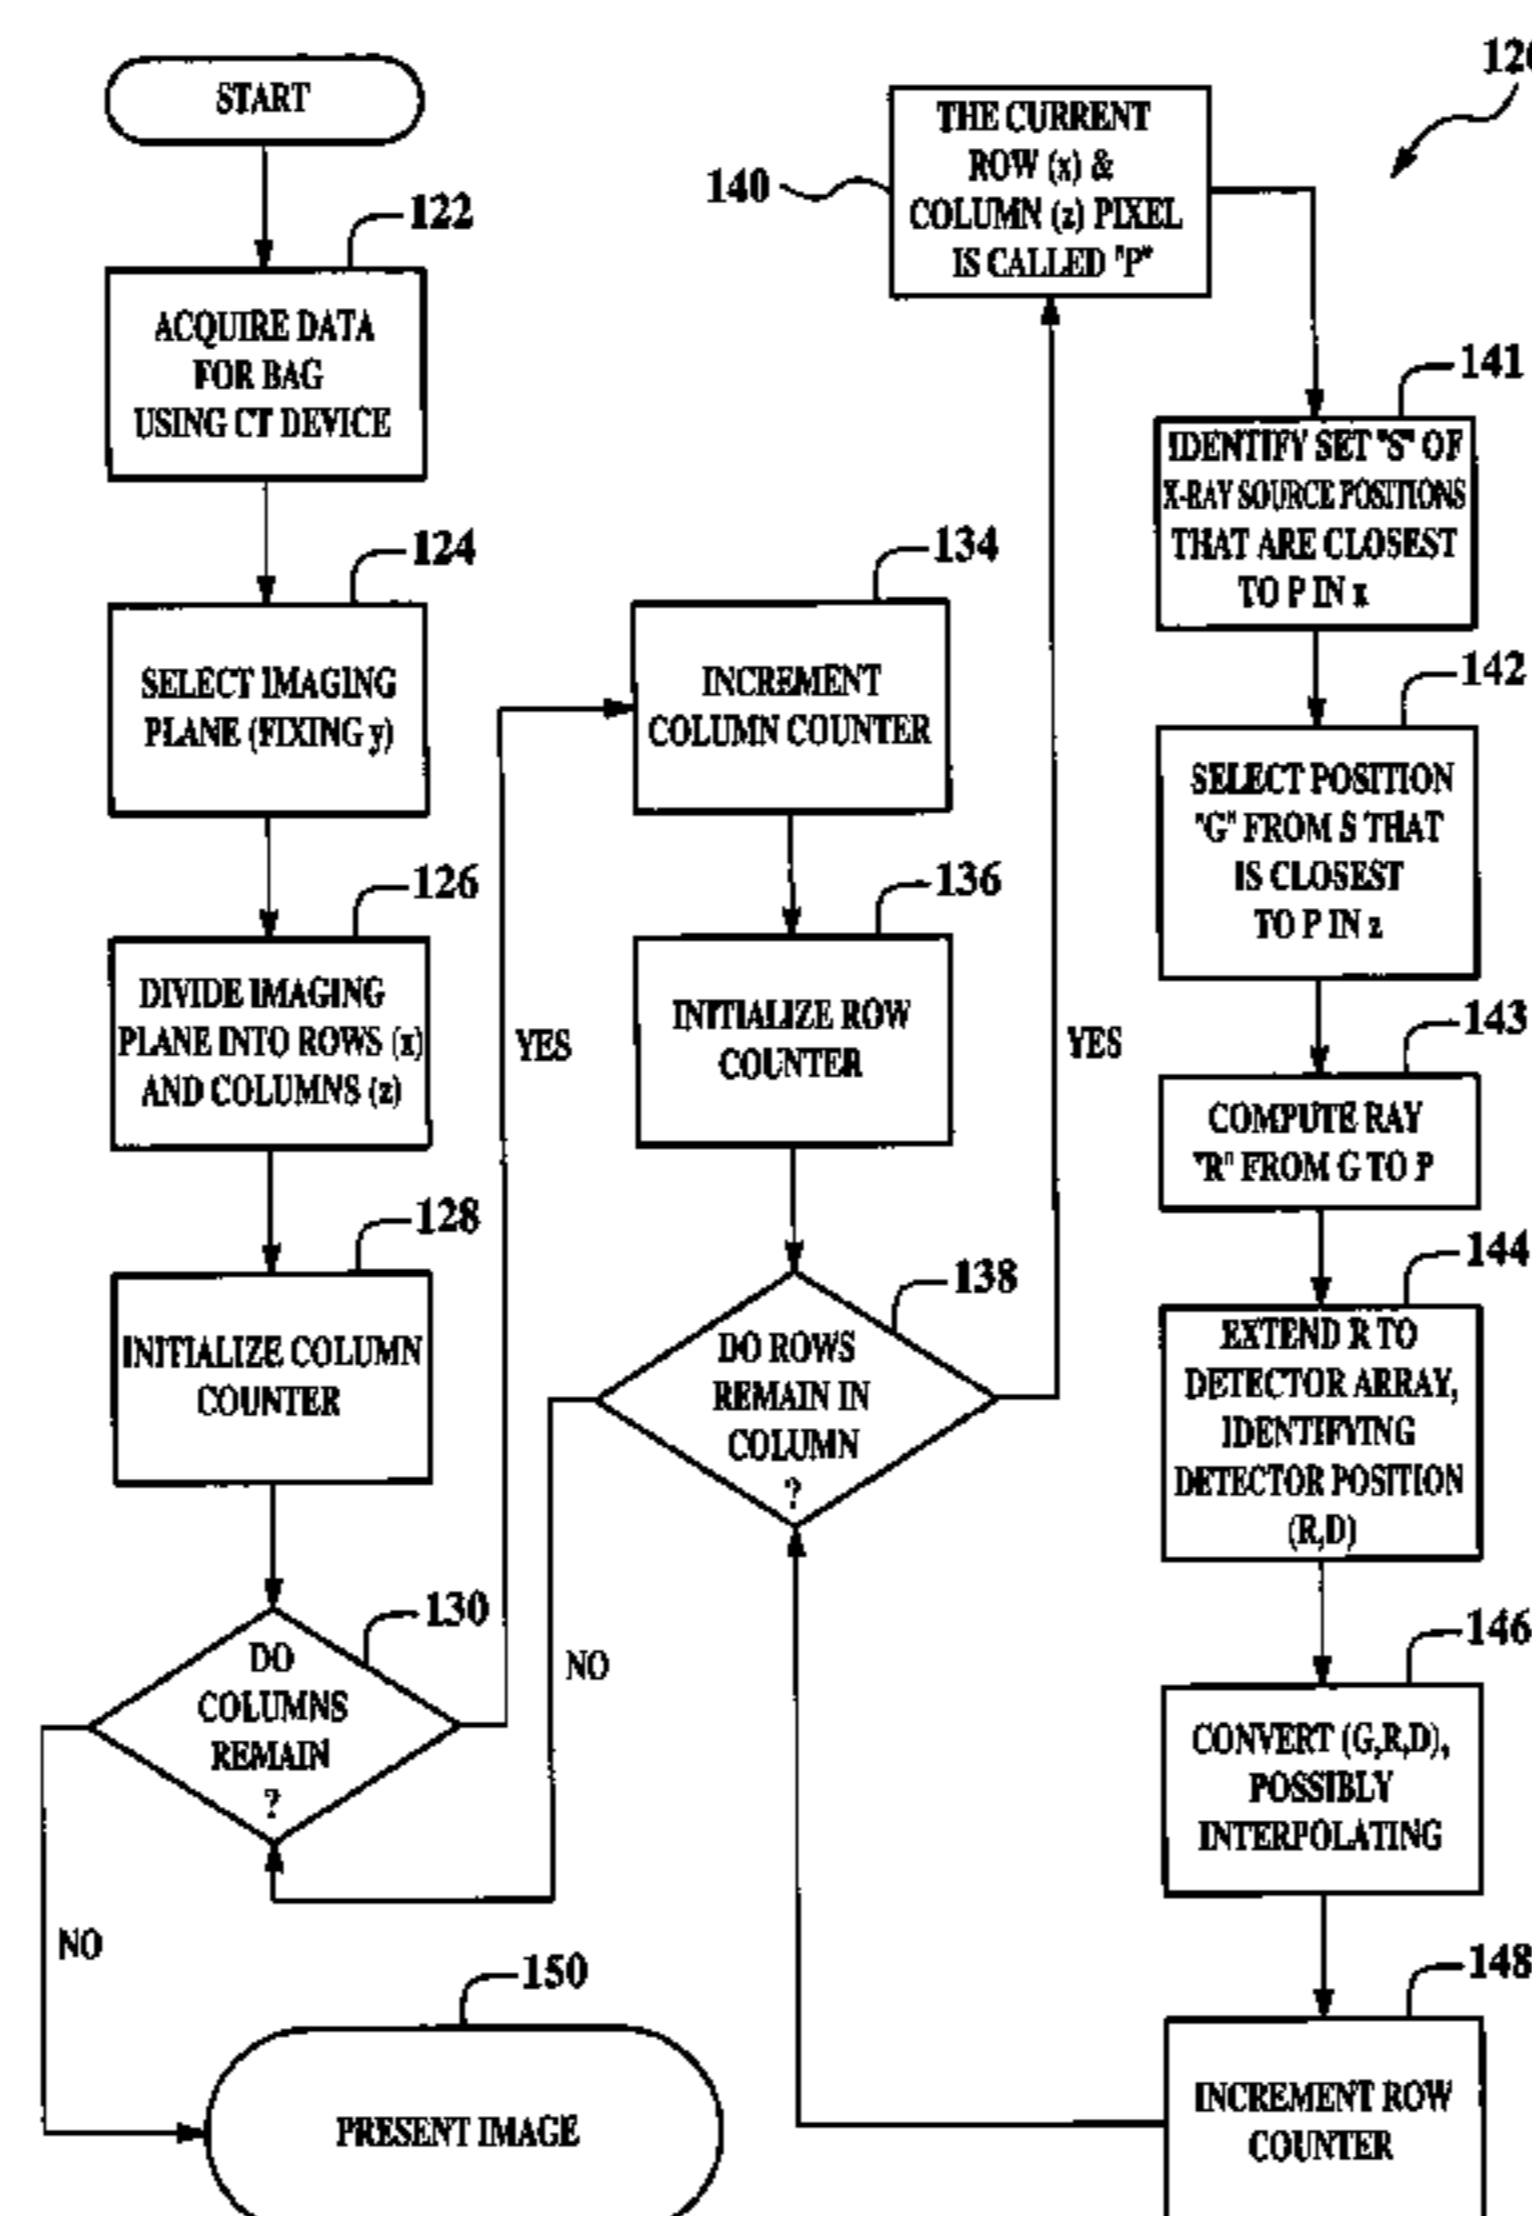 START
122
ACQUIRE DATA
FOR BAG
USING CT DEVICE
124
SELECT IMAGING
PLANE (FIXING y)
126
DIVIDE IMAGING
PLANE INTO ROWS (x)
AND COLUMNS (z)
128
INITIALIZE COLUMN
COUNTER
130
DO
COLUMNS
REMAIN
?
NO
YES
150
PRESENT IMAGE
134
INCREMENT
COLUMN COUNTER
136
INITIALIZE ROW
COUNTER
138
DO ROWS
REMAIN IN
COLUMN
?
NO
YES
140
THE CURRENT
ROW (x) &
COLUMN (z) PIXEL
IS CALLED "P"
141
IDENTIFY SET "S" OF
X-RAY SOURCE POSITIONS
THAT ARE CLOSEST
TO P IN x
142
SELECT POSITION
"G" FROM S THAT
IS CLOSEST
TO P IN z
143
COMPUTE RAY
"R" FROM G TO P
144
EXTEND R TO
DETECTOR ARRAY,
IDENTIFYING
DETECTOR POSITION
(R,D)
146
CONVERT (G,R,D),
POSSIBLY
INTERPOLATING
148
INCREMENT ROW
COUNTER